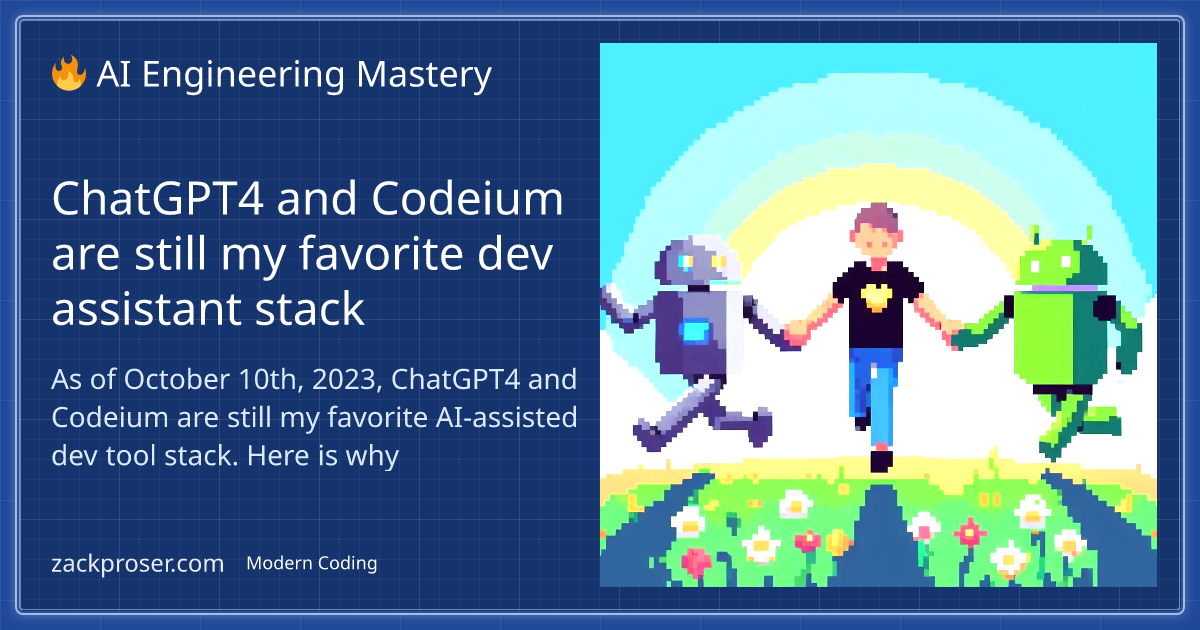 🔥 AI Engineering Mastery
ChatGPT4 and Codeium
are still my favorite dev
assistant stack
As of October 10th, 2023, ChatGPT4 and
Codeium are still my favorite AI-assisted
dev tool stack. Here is why
zackproser.com Modern Coding